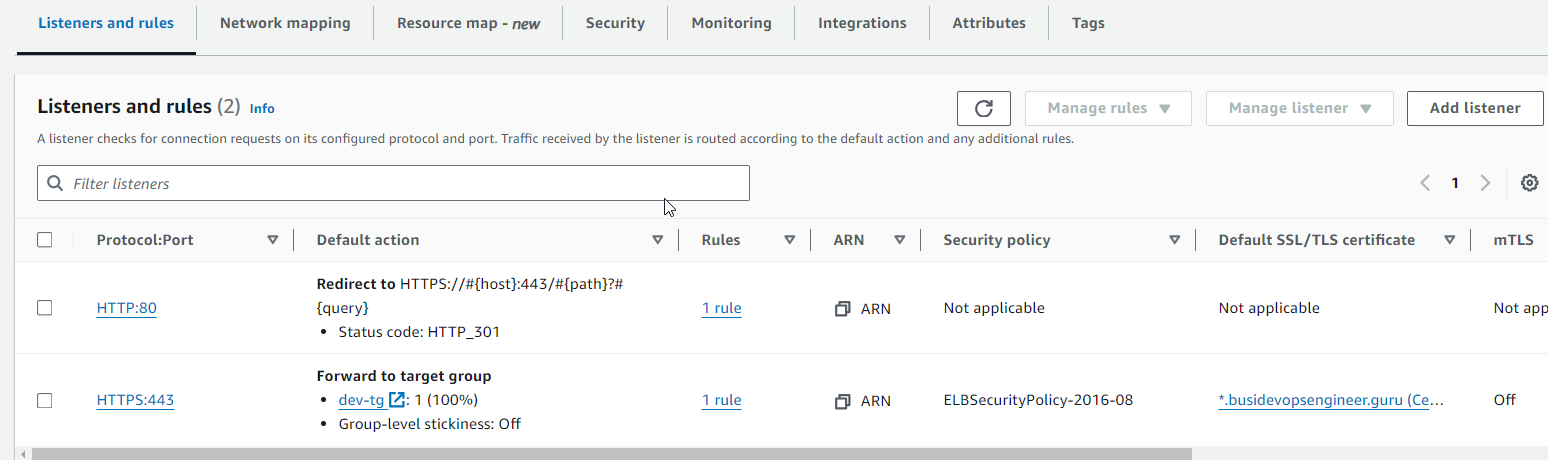 Listeners and rules Network mapping Resource map - new Security Monitoring Integrations Attributes Tags
Listeners and rules (2) Info
Manage rules Manage listener Add listener
A listener checks for connection requests on its configured protocol and port. Traffic received by the listener is routed according to the default action and any additional rules.
Filter listeners
1
Protocol:Port Default action Rules ARN Security policy Default SSL/TLS certificate mTLS
Redirect to HTTPS://#{host}:443/#{path}?#
HTTP:80 {query} 1 rule ARN Not applicable Not applicable Not app
• Status code: HTTP_301
Forward to target group
HTTPS:443 • dev-tg : 1 (100%) 1 rule ARN ELBSecurityPolicy-2016-08 *.busidevopsengineer.guru (Ce... Off
• Group-level stickiness: Off